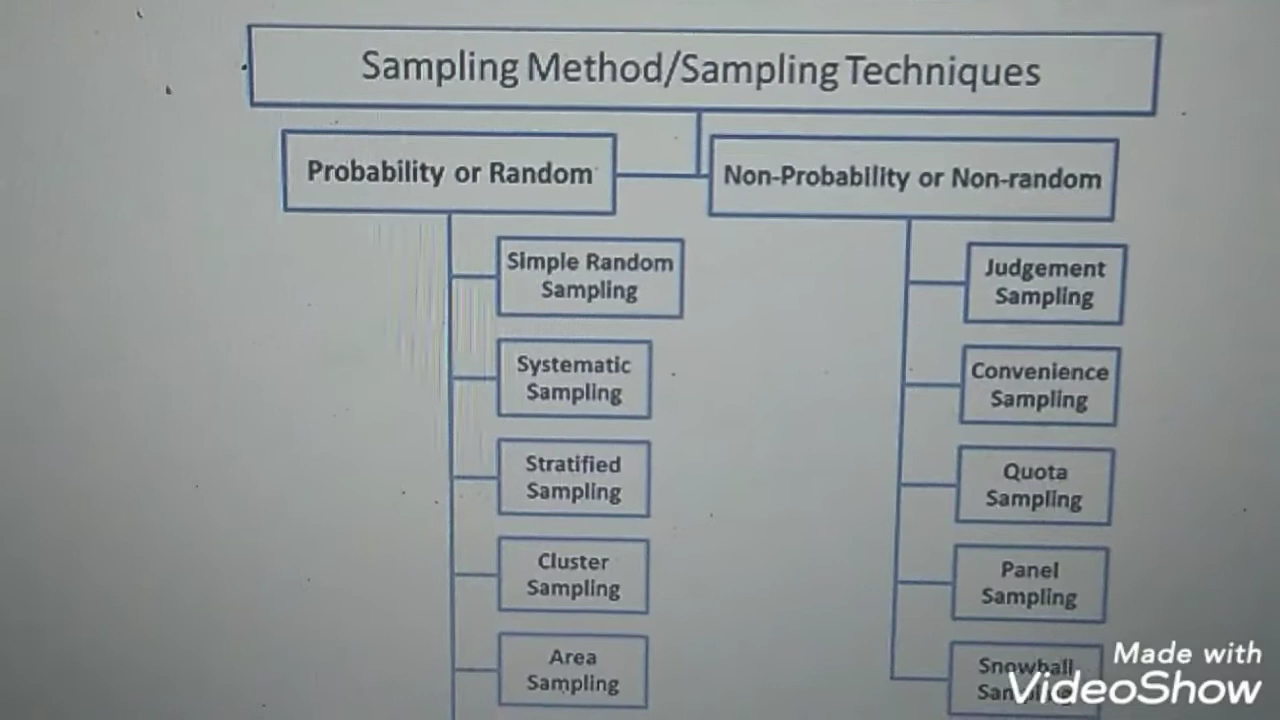 Sampling Method/Sampling Techniques
Probability or Random
Non-Probability or Non-random
Simple Random
Sampling
Systematic
Sampling
Stratified
Sampling
Cluster
Sampling
Area
Sampling
Judgement
Sampling
Convenience
Sampling
Quota
Sampling
Panel
Sampling
Snowball
Sampling
Made with
VideoShow